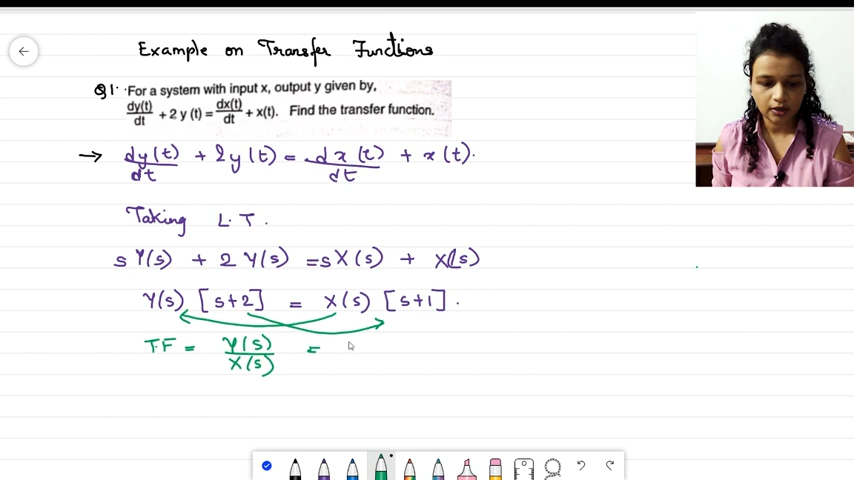 Example on Transfer Functions
Q1. For a system with input x, output y given by,
dy(t)/dt + 2 y (t) = dx(t)/dt + x(t). Find the transfer function.
→ dy(t)/dt + 2y(t) = dx(t)/dt + x(t).
Taking L.T.
sY(s) + 2Y(s) = sX(s) + X(s)
Y(s) [s+2] = X(s) [s+1].
T.F = Y(s)/X(s) =